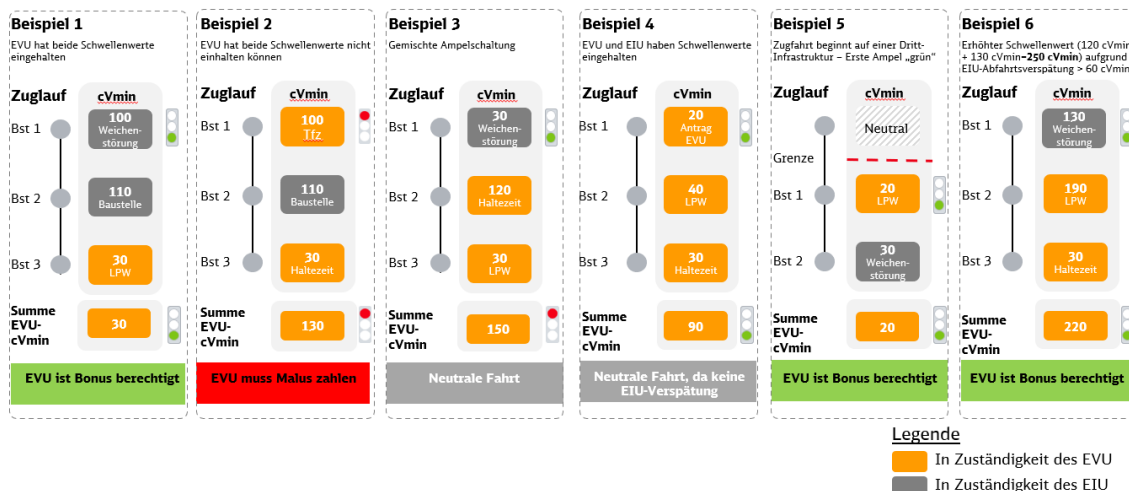 Beispiel 1
EVU hat beide Schwellenwerte
eingehalten
Zuglauf
cVmin
Bst 1
100
Weichen-
störung
Bst 2
110
Baustelle
Bst 3
30
LPW
Summe
EVU-
cVmin
30
EVU ist Bonus berechtigt
Beispiel 2
EVU hat beide Schwellenwerte nicht
einhalten können
Zuglauf
cVmin
Bst 1
100
Tfz
Bst 2
110
Baustelle
Bst 3
30
Haltezeit
Summe
EVU-
cVmin
130
EVU muss Malus zahlen
Beispiel 3
Gemischte Ampelschaltung
Zuglauf
cVmin
Bst 1
30
Weichen-
störung
Bst 2
120
Haltezeit
Bst 3
30
LPW
Summe
EVU-
cVmin
150
Neutrale Fahrt
Beispiel 4
EVU und EIU haben Schwellenwerte
eingehalten
Zuglauf
cVmin
Bst 1
20
Antrag
EVU
Bst 2
40
LPW
Bst 3
30
Haltezeit
Summe
EVU-
cVmin
90
Neutrale Fahrt, da keine
EIU-Verspätung
Beispiel 5
Zugfahrt beginnt auf einer Dritt-
Infrastruktur – Erste Ampel „grün“
Zuglauf
cVmin
Neutral
Grenze
Bst 1
20
LPW
Bst 2
30
Weichen-
störung
Summe
EVU-
cVmin
20
EVU ist Bonus berechtigt
Beispiel 6
Erhöhter Schwellenwert (120 cVmin
+ 130 cVmin=250 cVmin) aufgrund
EIU-Abfahrtsverspätung > 60 cVmin
Zuglauf
cVmin
Bst 1
130
Weichen-
störung
Bst 2
190
LPW
Bst 3
30
Haltezeit
Summe
EVU-
cVmin
220
EVU ist Bonus berechtigt
Legende
In Zuständigkeit des EVU
In Zuständigkeit des EIU